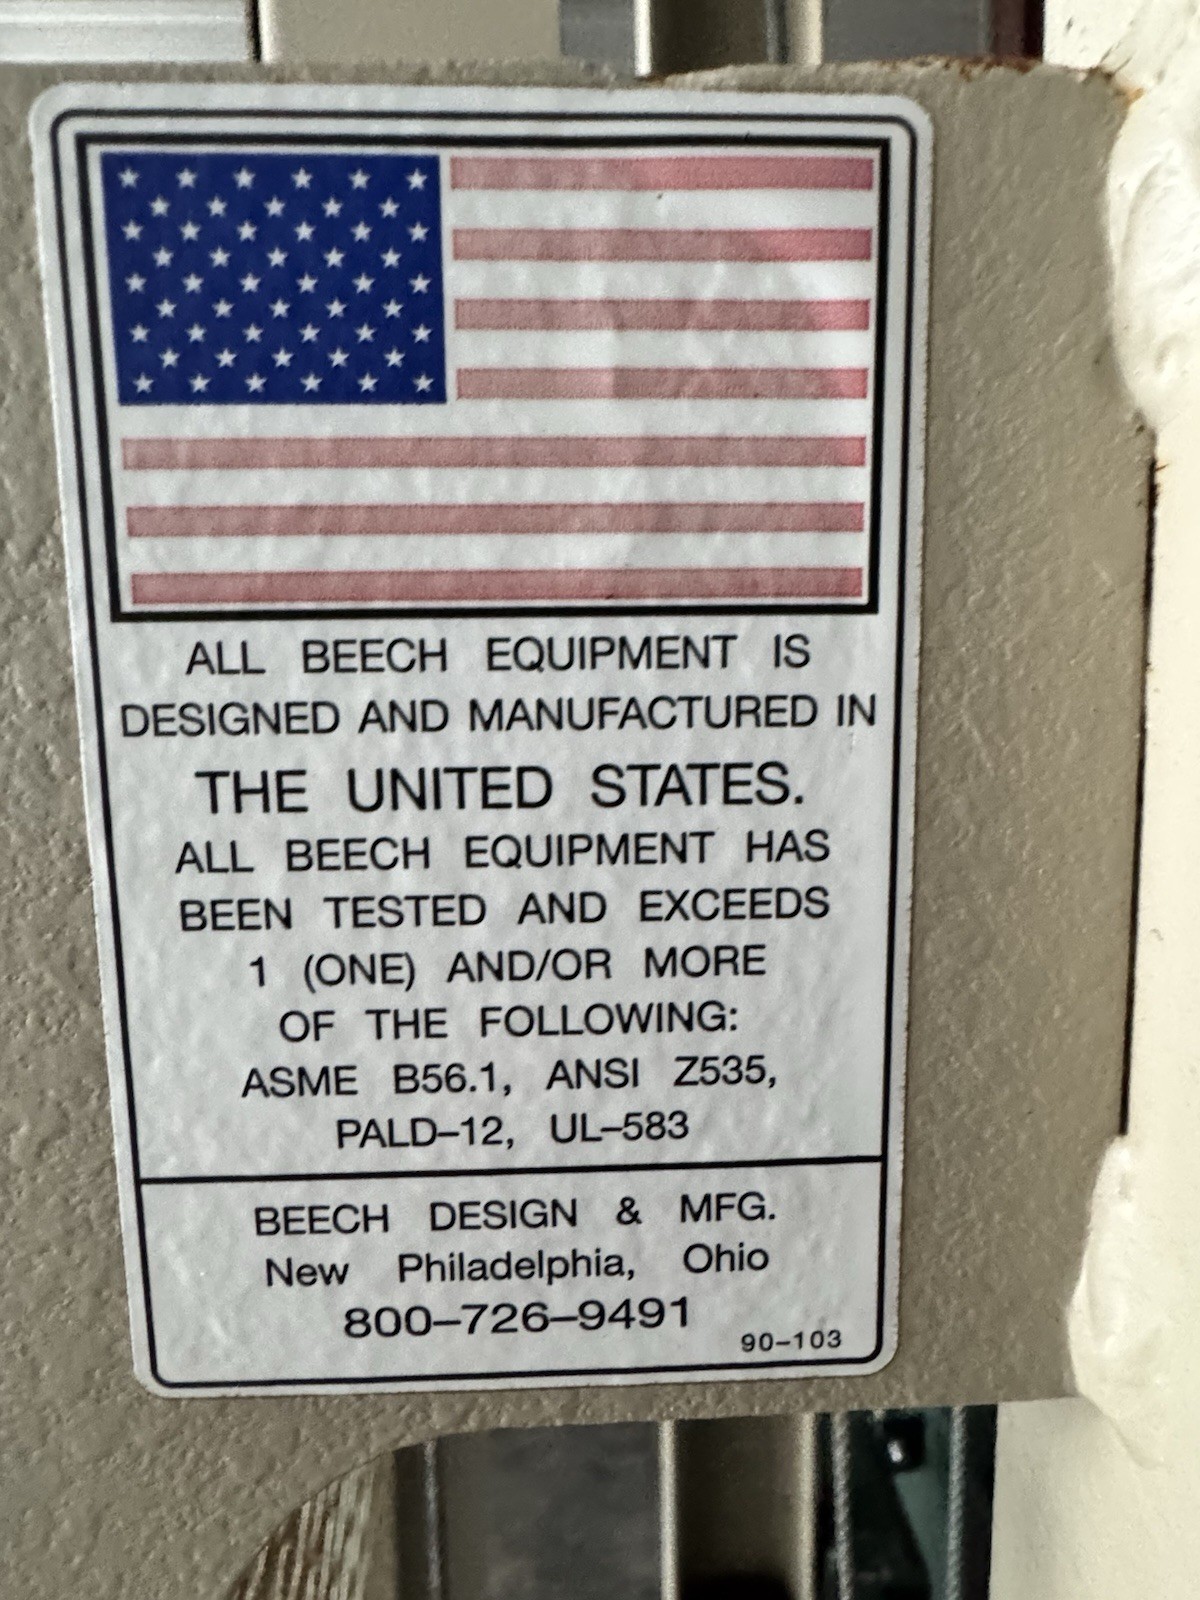 ALL BEECH EQUIPMENT IS
DESIGNED AND MANUFACTURED IN
THE UNITED STATES.
ALL BEECH EQUIPMENT HAS
BEEN TESTED AND EXCEEDS
1 (ONE) AND/OR MORE
OF THE FOLLOWING:
ASME B56.1, ANSI Z535,
PALD–12, UL–583
BEECH DESIGN & MFG.
New Philadelphia, Ohio
800–726–9491
90–103